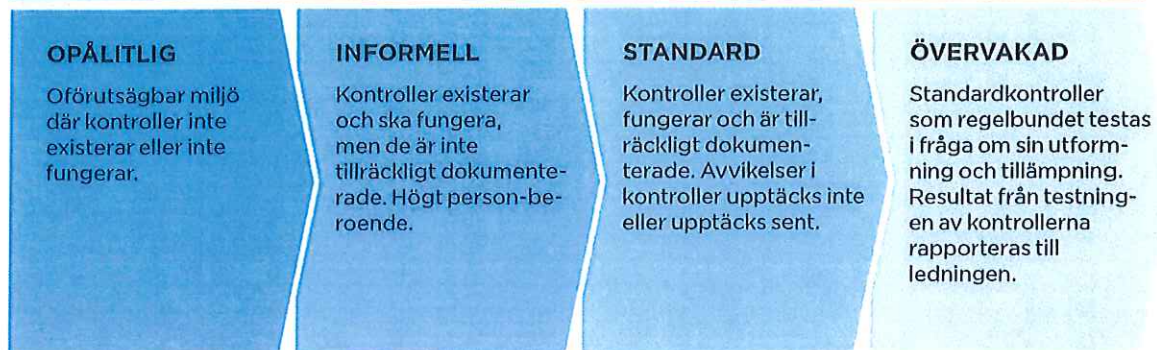 OPÅLITLIG
Oförutsägbar miljö
där kontroller inte
existerar eller inte
fungerar.
INFORMELL
Kontroller existerar
och ska fungera,
men de är inte
tillräckligt dokumente-
rade. Högt person-be-
roende.
STANDARD
Kontroller existerar,
fungerar och är till-
räckligt dokumen-
terade. Avvikelser i
kontroller upptäcks inte
eller upptäcks sent.
ÖVERVAKAD
Standardkontroller
som regelbundet testas
i fråga om sin utform-
ning och tillämpning.
Resultat från testning-
en av kontrollerna
rapporteras till
ledningen.